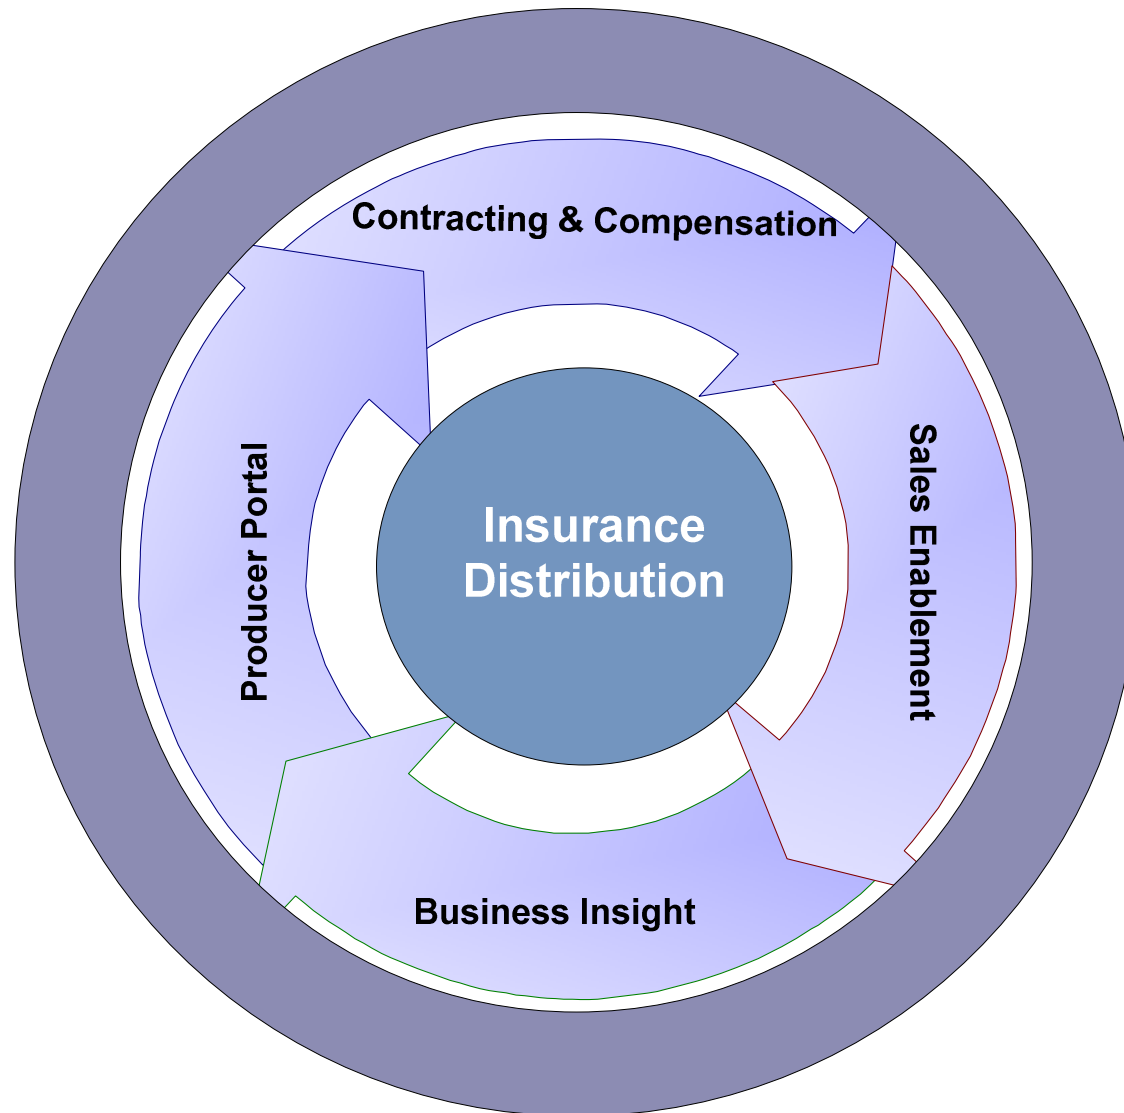 Contracting & Compensation
Sales Enablement
Insurance
Distribution
Producer Portal
Business Insight